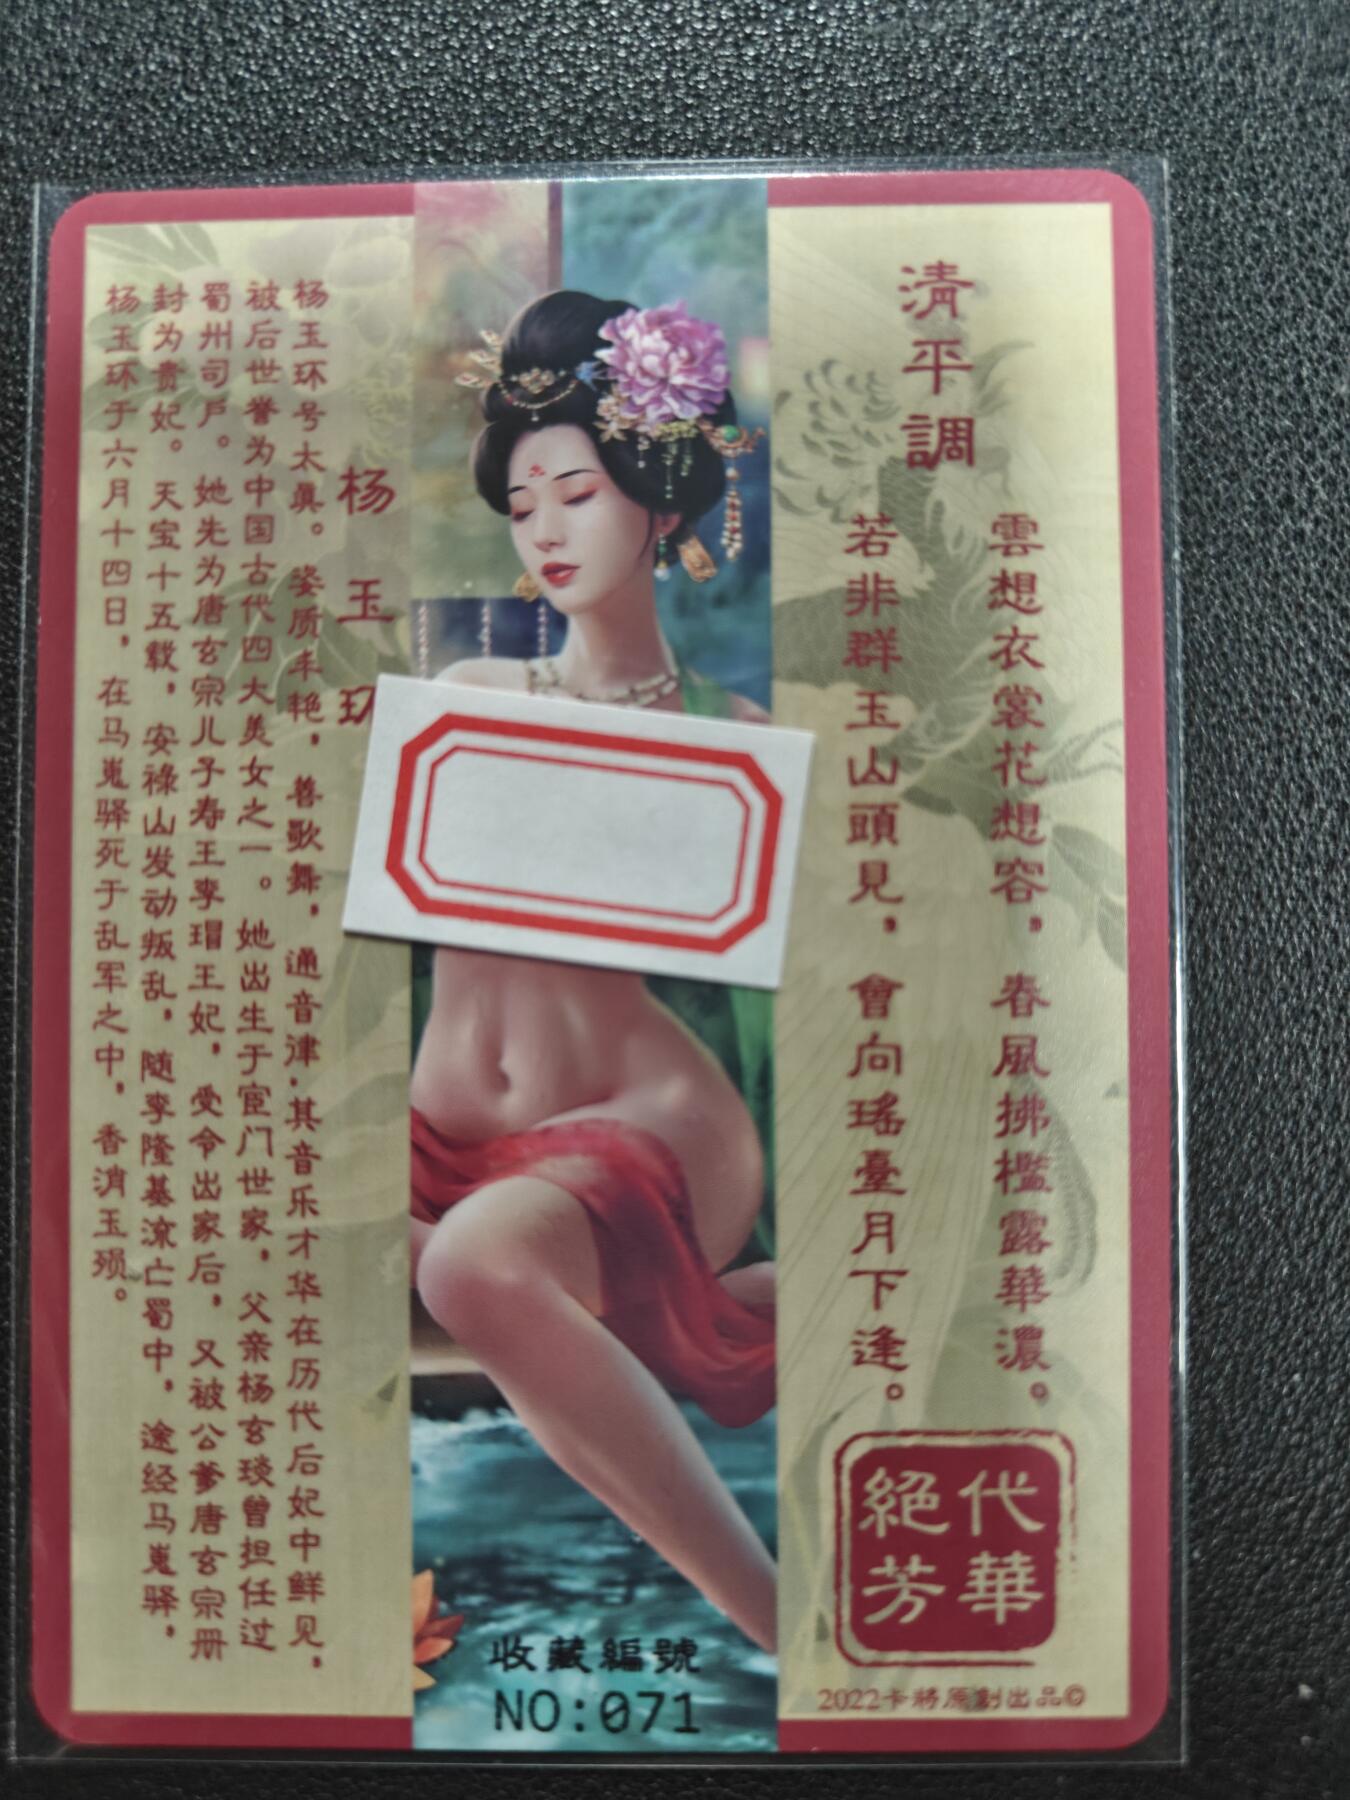 清平調
雲想衣裳花想容，春風拂檻露華濃。
若非群玉山頭見，會向瑤臺月下逢。
代華
絕芳
2022卡將原創出品©
收藏編號
NO:071
杨玉环
杨玉环号太真。姿质丰艳，善歌舞，通音津，其音乐才华在历代后妃中鲜见，
被后世誉为中国古代四大美女之一。她出生于宦门世家，父亲杨玄琰曾担任过
蜀州司户。她先为唐玄宗儿子寿王李瑁王妃，受令出家后，又被公爹唐玄宗册
封为贵妃。天宝十五载，安禄山发动叛乱，随李隆基流亡蜀中，途经马嵬驿，
杨玉环于六月十四日，在马嵬驿死于乱军之中，香消玉殒。